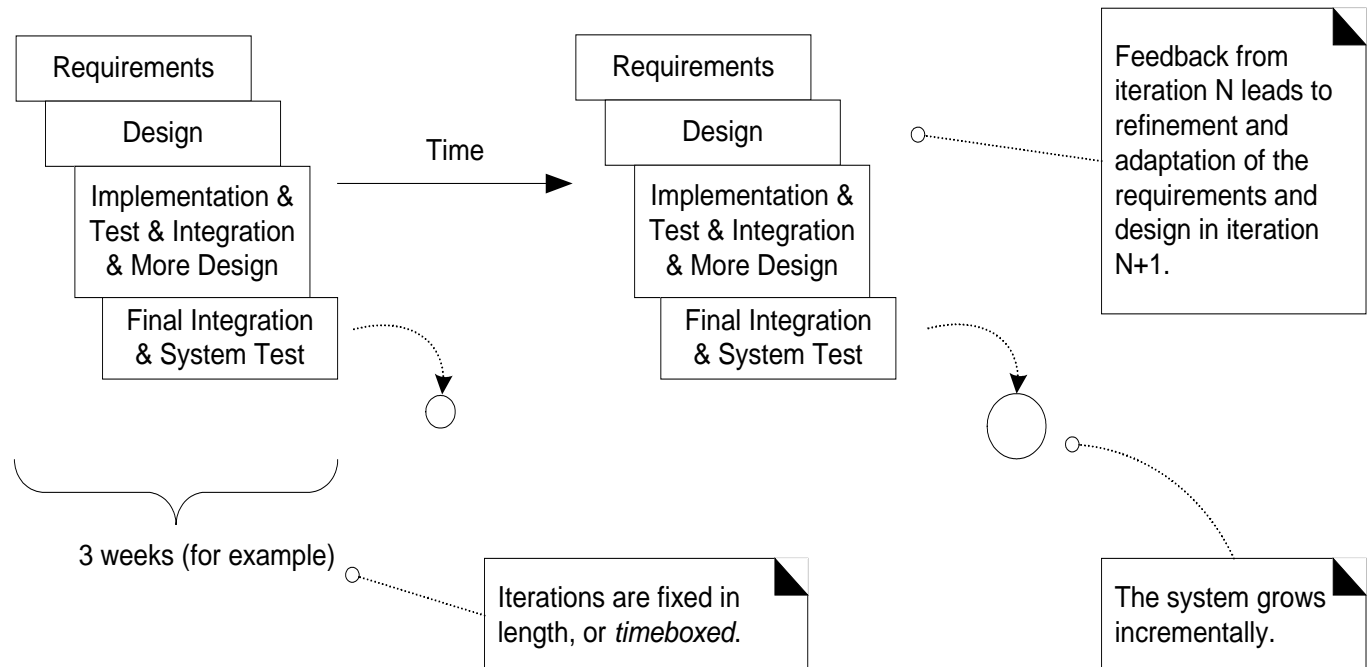 Requirements
Design
Implementation &
Test & Integration
& More Design
Final Integration
& System Test
Time
Requirements
Design
Implementation &
Test & Integration
& More Design
Final Integration
& System Test
Feedback from
iteration N leads to
refinement and
adaptation of the
requirements and
design in iteration
N+1.
3 weeks (for example)
Iterations are fixed in
length, or timeboxed.
The system grows
incrementally.